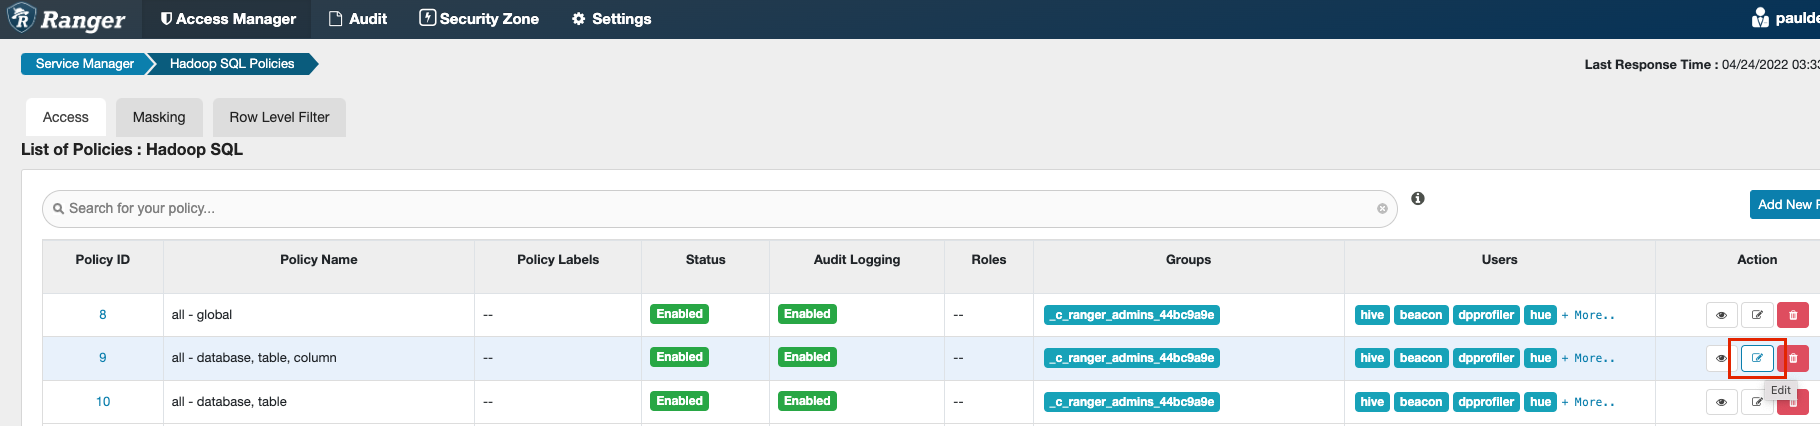 Ranger Access Manager Audit Security Zone Settings paulde
Service Manager Hadoop SQL Policies Last Response Time : 04/24/2022 03:33
Access Masking Row Level Filter
List of Policies : Hadoop SQL
Search for your policy... Add New
Policy ID Policy Name Policy Labels Status Audit Logging Roles Groups Users Action
8 all - global -- Enabled Enabled -- _c_ranger_admins_44bc9a9e hive beacon dpprofiler hue + More..
9 all - database, table, column -- Enabled Enabled -- _c_ranger_admins_44bc9a9e hive beacon dpprofiler hue + More..
10 all - database, table -- Enabled Enabled -- _c_ranger_admins_44bc9a9e hive beacon dpprofiler hue + More..
Edit